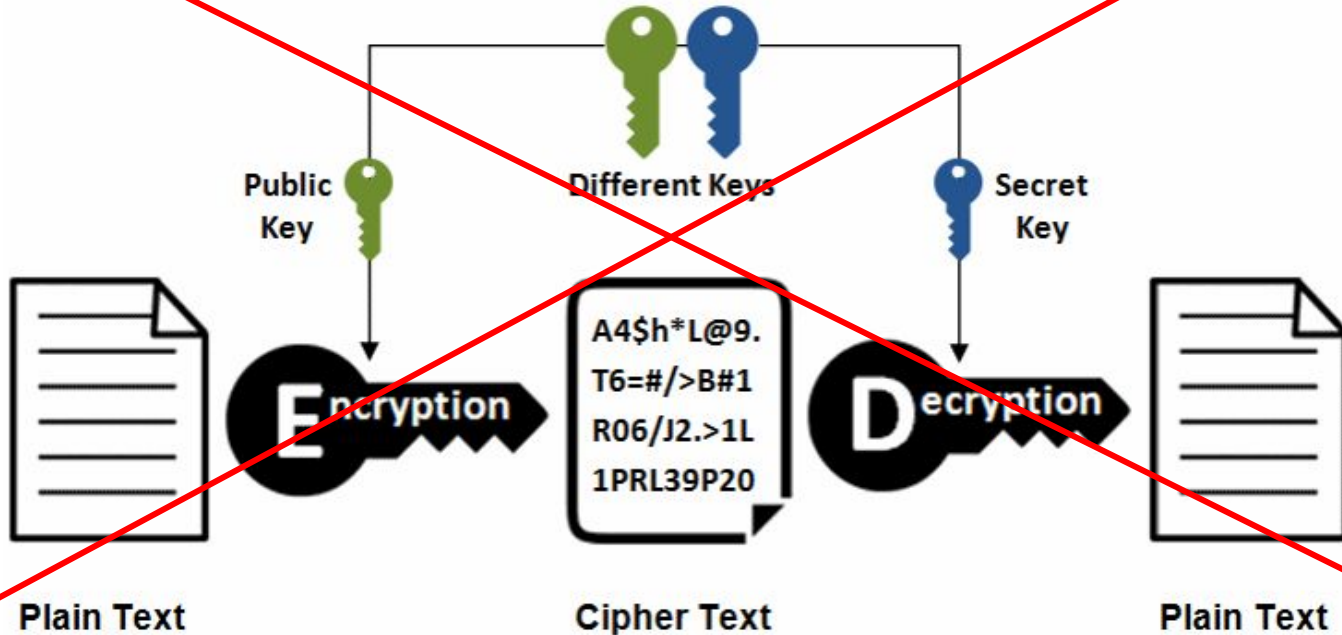 Public
Key
Different Keys
Secret
Key
Encryption
A4$h*L@9.
T6=#/>B#1
R06/J2.>1L
1PRL39P20
Decryption
Plain Text
Cipher Text
Plain Text